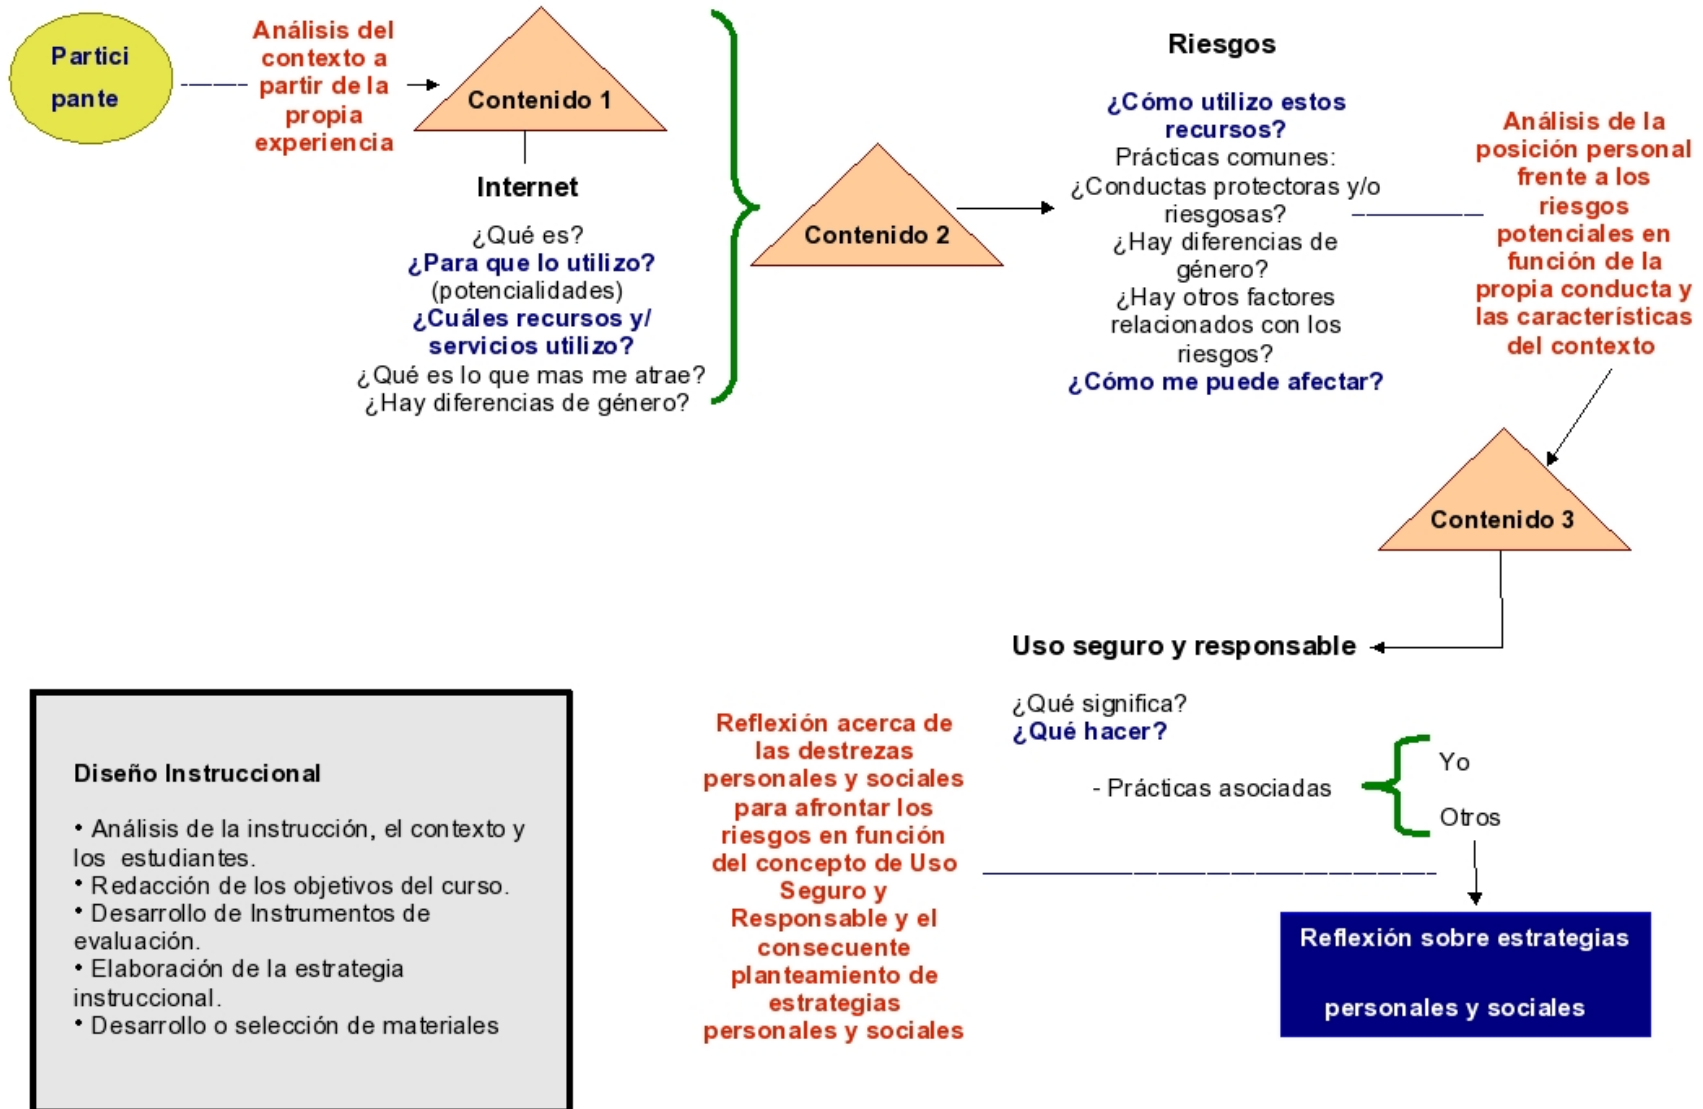 Partici
pante
Análisis del
contexto a
partir de la
propia
experiencia
Contenido 1
Internet
¿Qué es?
¿Para que lo utilizo?
(potencialidades)
¿Cuáles recursos y/
servicios utilizo?
¿Qué es lo que mas me atrae?
¿Hay diferencias de género?
Contenido 2
Riesgos
¿Cómo utilizo estos
recursos?
Prácticas comunes:
¿Conductas protectoras y/o
riesgosas?
¿Hay diferencias de
género?
¿Hay otros factores
relacionados con los
riesgos?
¿Cómo me puede afectar?
Análisis de la
posición personal
frente a los
riesgos
potenciales en
función de la
propia conducta y
las características
del contexto
Contenido 3
Uso seguro y responsable
¿Qué significa?
¿Qué hacer?
- Prácticas asociadas
Yo
Otros
Reflexión acerca de
las destrezas
personales y sociales
para afrontar los
riesgos en función
del concepto de Uso
Seguro y
Responsable y el
consecuente
planteamiento de
estrategias
personales y sociales
Reflexión sobre estrategias
personales y sociales
Diseño Instruccional
• Análisis de la instrucción, el contexto y
los estudiantes.
• Redacción de los objetivos del curso.
• Desarrollo de Instrumentos de
evaluación.
• Elaboración de la estrategia
instruccional.
• Desarrollo o selección de materiales